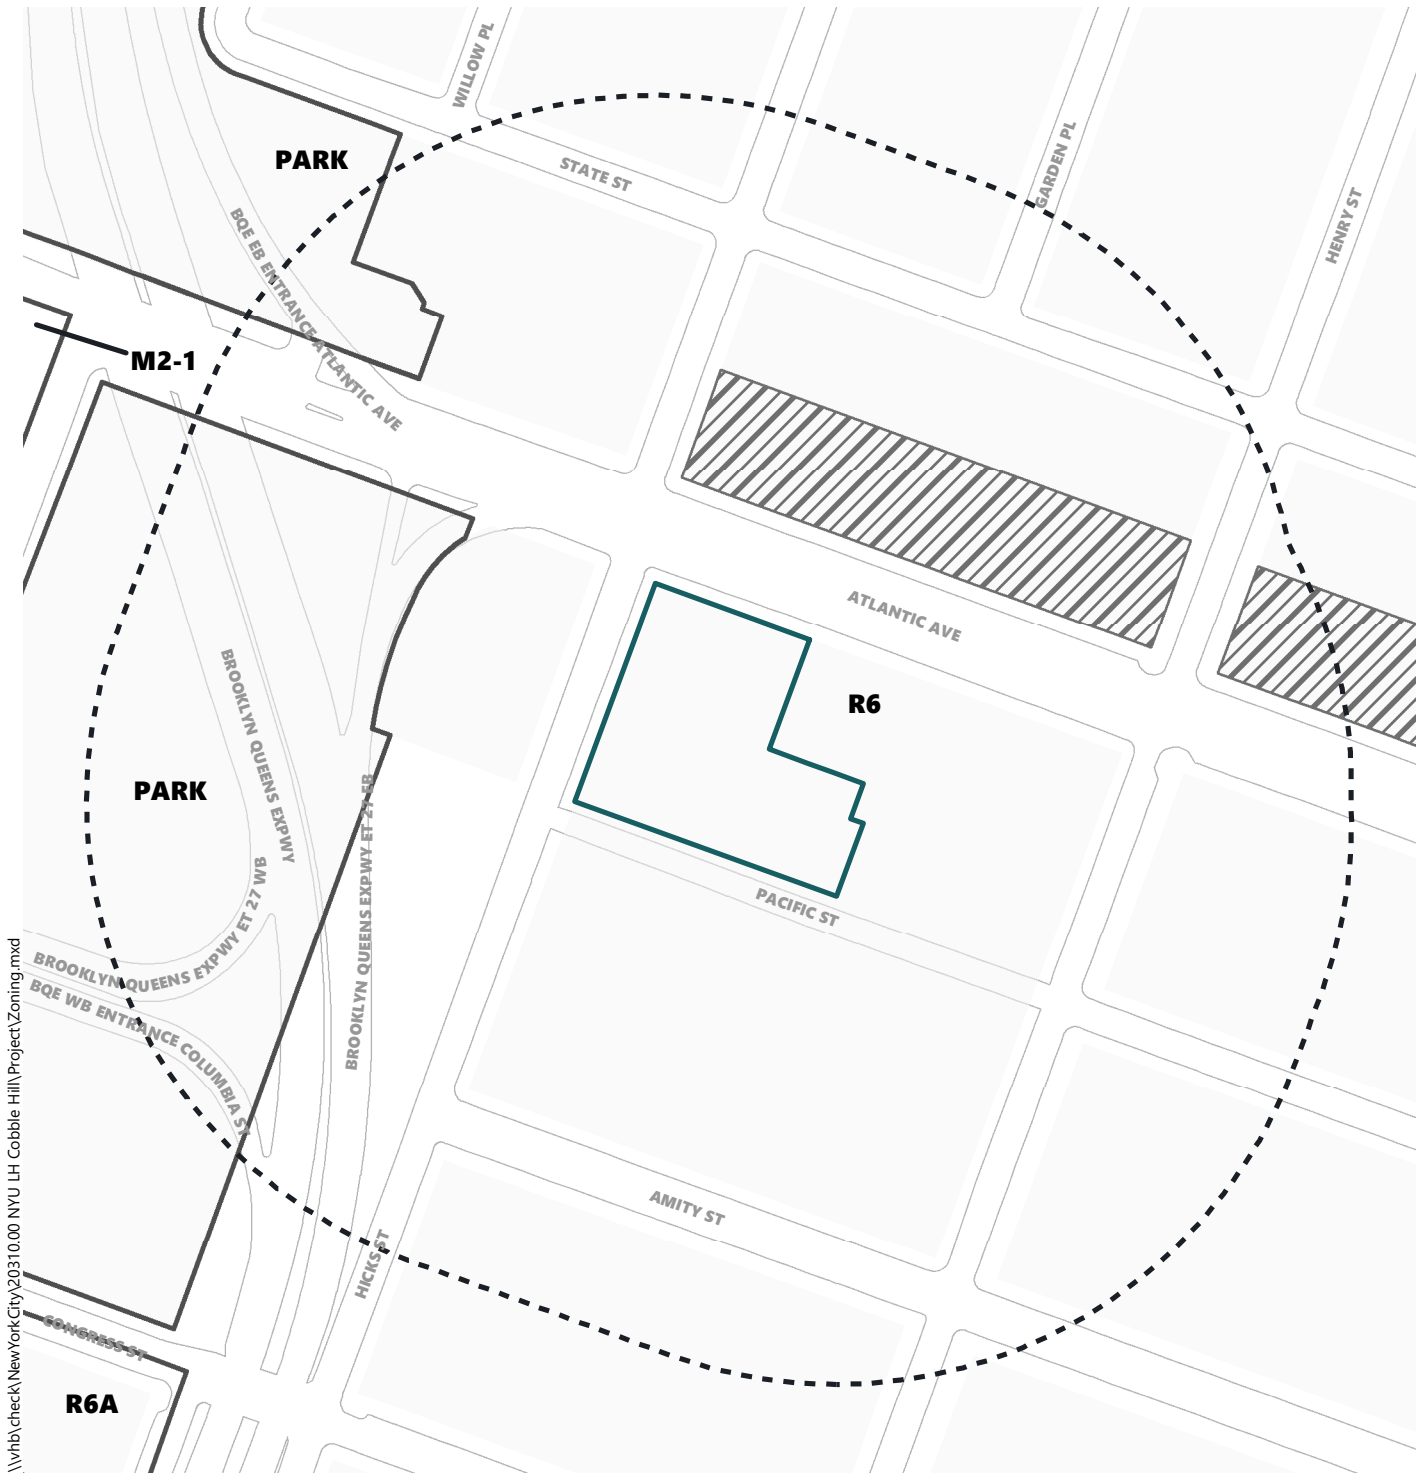 WILLOW PL
PARK
STATE ST
GARDEN PL
HENRY ST
BQE EB ENTRANCE ATLANTIC AVE
M2-1
ATLANTIC AVE
R6
BROOKLYN QUEENS EXPWY
PARK
BROOKLYN QUEENS EXPWY ET 27 EB
BROOKLYN QUEENS EXPWY ET 27 WB
PACIFIC ST
BQE WB ENTRANCE COLUMBIA ST
AMITY ST
HICKS ST
CONGRESS ST
R6A
\\vhb\check\NewYorkCity\20310.00 NYU LH Cobble Hill\Project\Zoning.mxd